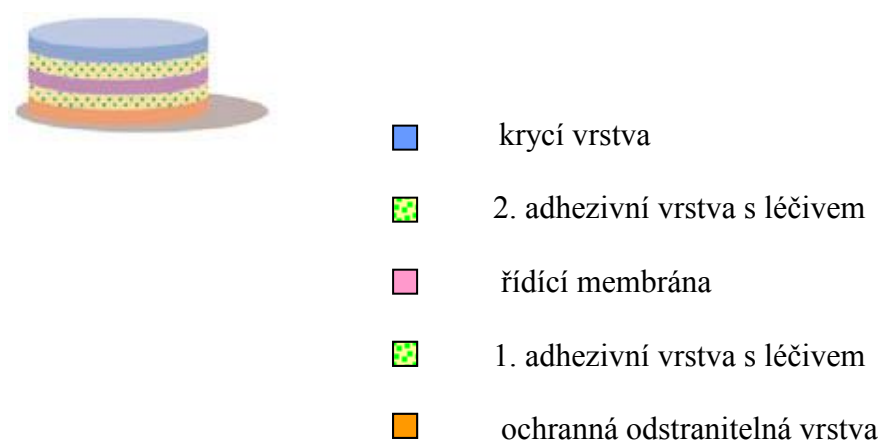 krycí vrstva
2. adhezivní vrstva s léčivem
řídící membrána
1. adhezivní vrstva s léčivem
ochranná odstranitelná vrstva